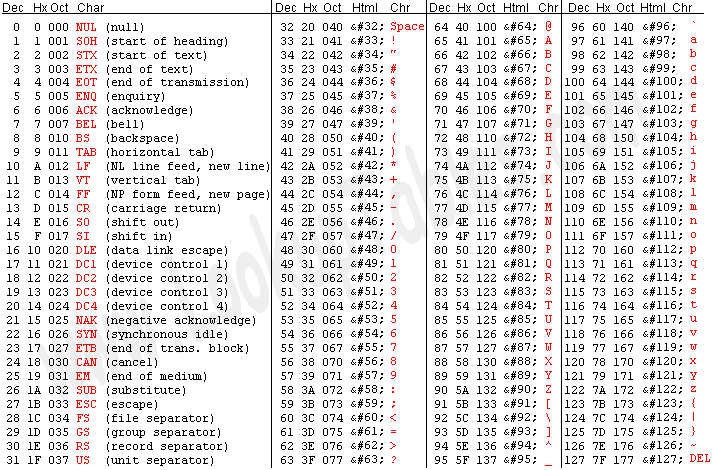 Dec Hx Oct Char Dec Hx Oct Html Chr Dec Hx Oct Html Chr Dec Hx Oct Html Chr
0 0 000 NUL (null) 32 20 040 &#32; Space 64 40 100 &#64; @ 96 60 140 &#96; `
1 1 001 SOH (start of heading) 33 21 041 &#33; ! 65 41 101 &#65; A 97 61 141 &#97; a
2 2 002 STX (start of text) 34 22 042 &#34; " 66 42 102 &#66; B 98 62 142 &#98; b
3 3 003 ETX (end of text) 35 23 043 &#35; # 67 43 103 &#67; C 99 63 143 &#99; c
4 4 004 EOT (end of transmission) 36 24 044 &#36; $ 68 44 104 &#68; D 100 64 144 &#100; d
5 5 005 ENQ (enquiry) 37 25 045 &#37; % 69 45 105 &#69; E 101 65 145 &#101; e
6 6 006 ACK (acknowledge) 38 26 046 &#38; & 70 46 106 &#70; F 102 66 146 &#102; f
7 7 007 BEL (bell) 39 27 047 &#39; ' 71 47 107 &#71; G 103 67 147 &#103; g
8 8 010 BS (backspace) 40 28 050 &#40; ( 72 48 110 &#72; H 104 68 150 &#104; h
9 9 011 TAB (horizontal tab) 41 29 051 &#41; ) 73 49 111 &#73; I 105 69 151 &#105; i
10 A 012 LF (NL line feed, new line) 42 2A 052 &#42; * 74 4A 112 &#74; J 106 6A 152 &#106; j
11 B 013 VT (vertical tab) 43 2B 053 &#43; + 75 4B 113 &#75; K 107 6B 153 &#107; k
12 C 014 FF (NP form feed, new page) 44 2C 054 &#44; , 76 4C 114 &#76; L 108 6C 154 &#108; l
13 D 015 CR (carriage return) 45 2D 055 &#45; - 77 4D 115 &#77; M 109 6D 155 &#109; m
14 E 016 SO (shift out) 46 2E 056 &#46; . 78 4E 116 &#78; N 110 6E 156 &#110; n
15 F 017 SI (shift in) 47 2F 057 &#47; / 79 4F 117 &#79; O 111 6F 157 &#111; o
16 10 020 DLE (data link escape) 48 30 060 &#48; 0 80 50 120 &#80; P 112 70 160 &#112; p
17 11 021 DC1 (device control 1) 49 31 061 &#49; 1 81 51 121 &#81; Q 113 71 161 &#113; q
18 12 022 DC2 (device control 2) 50 32 062 &#50; 2 82 52 122 &#82; R 114 72 162 &#114; r
19 13 023 DC3 (device control 3) 51 33 063 &#51; 3 83 53 123 &#83; S 115 73 163 &#115; s
20 14 024 DC4 (device control 4) 52 34 064 &#52; 4 84 54 124 &#84; T 116 74 164 &#116; t
21 15 025 NAK (negative acknowledge) 53 35 065 &#53; 5 85 55 125 &#85; U 117 75 165 &#117; u
22 16 026 SYN (synchronous idle) 54 36 066 &#54; 6 86 56 126 &#86; V 118 76 166 &#118; v
23 17 027 ETB (end of trans. block) 55 37 067 &#55; 7 87 57 127 &#87; W 119 77 167 &#119; w
24 18 030 CAN (cancel) 56 38 070 &#56; 8 88 58 130 &#88; X 120 78 170 &#120; x
25 19 031 EM (end of medium) 57 39 071 &#57; 9 89 59 131 &#89; Y 121 79 171 &#121; y
26 1A 032 SUB (substitute) 58 3A 072 &#58; : 90 5A 132 &#90; Z 122 7A 172 &#122; z
27 1B 033 ESC (escape) 59 3B 073 &#59; ; 91 5B 133 &#91; [ 123 7B 173 &#123; {
28 1C 034 FS (file separator) 60 3C 074 &#60; < 92 5C 134 &#92; \ 124 7C 174 &#124; |
29 1D 035 GS (group separator) 61 3D 075 &#61; = 93 5D 135 &#93; ] 125 7D 175 &#125; }
30 1E 036 RS (record separator) 62 3E 076 &#62; > 94 5E 136 &#94; ^ 126 7E 176 &#126; ~
31 1F 037 US (unit separator) 63 3F 077 &#63; ? 95 5F 137 &#95; _ 127 7F 177 &#127; DEL